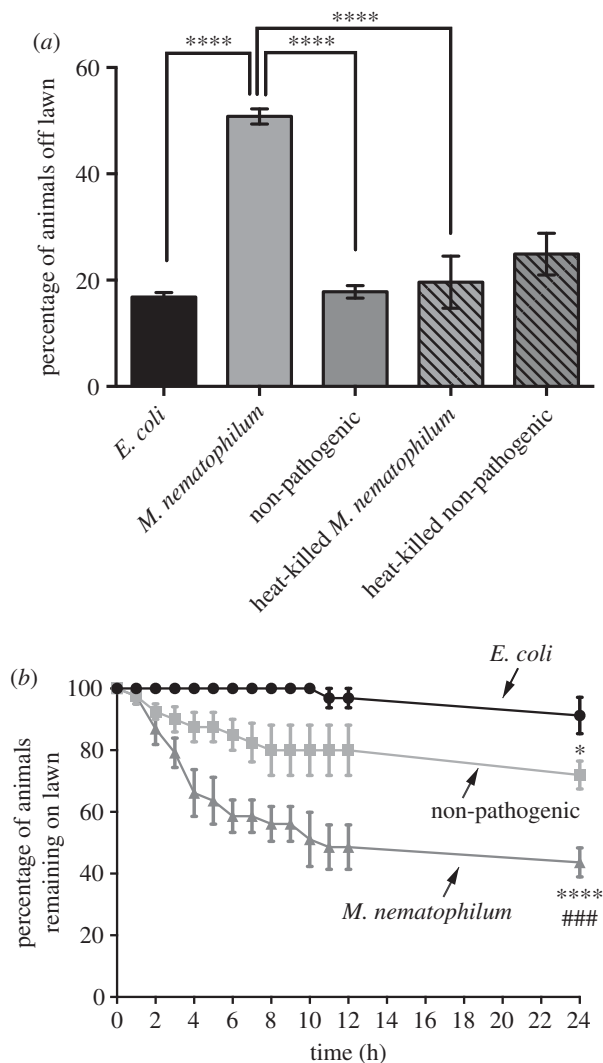 (a)
**** **** ****
percentage of animals off lawn
60
40
20
0
E. coli
M. nematophilum
non-pathogenic
heat-killed M. nematophilum
heat-killed non-pathogenic
(b)
percentage of animals
remaining on lawn
100
80
60
40
20
0
E. coli
*
non-pathogenic
M. nematophilum
****
###
0 2 4 6 8 10 12 14 16 18 20 22 24
time (h)